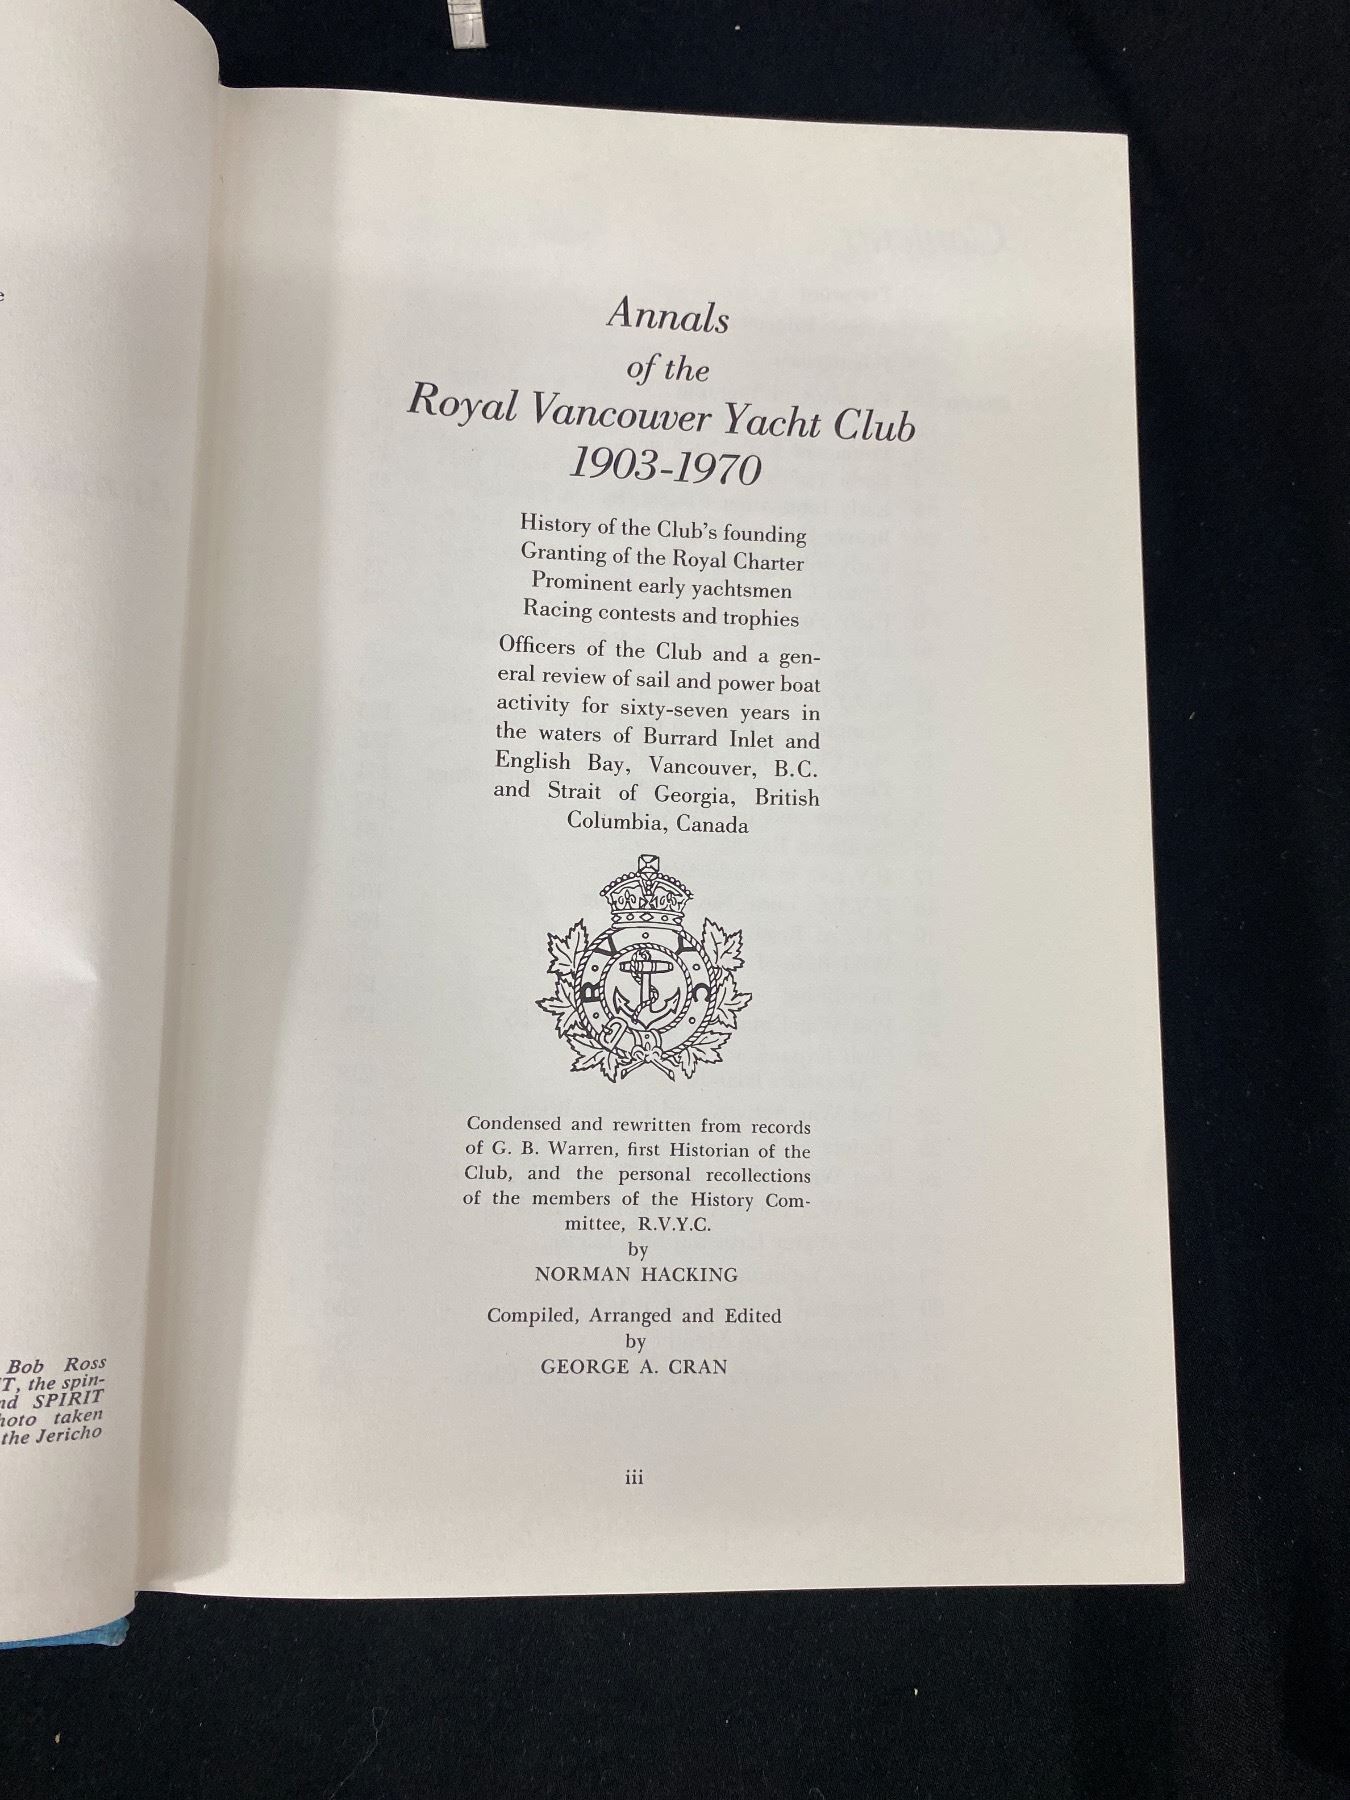 e
Bob Ross
T, the spin-
nd SPIRIT
hoto taken
the Jericho
Annals
of the
Royal Vancouver Yacht Club
1903-1970
History of the Club's founding
Granting of the Royal Charter
Prominent early yachtsmen
Racing contests and trophies
Officers of the Club and a gen-
eral review of sail and power boat
activity for sixty-seven years in
the waters of Burrard Inlet and
English Bay, Vancouver, B.C.
and Strait of Georgia, British
Columbia, Canada
R V Y C
Condensed and rewritten from records
of G. B. Warren, first Historian of the
Club, and the personal recollections
of the members of the History Com-
mittee, R.V.Y.C.
by
NORMAN HACKING
Compiled, Arranged and Edited
by
GEORGE A. CRAN
iii